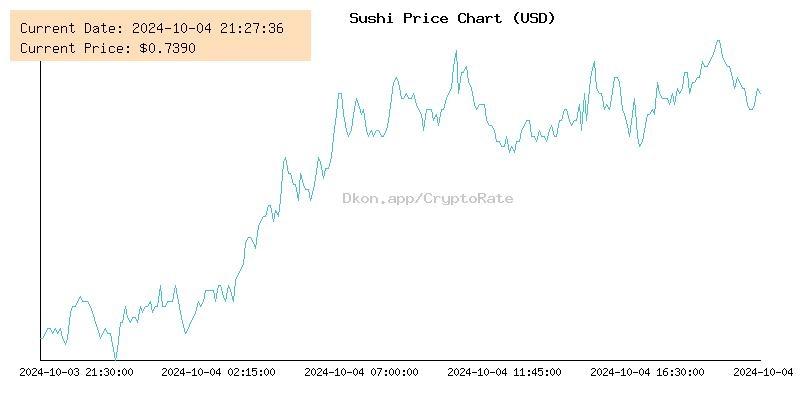 Sushi Price Chart (USD)
Current Date: 2024-10-04 21:27:36
Current Price: $0.7390
Dkon.app/CryptoRate
2024-10-03 21:30:00 2024-10-04 02:15:00 2024-10-04 07:00:00 2024-10-04 11:45:00 2024-10-04 16:30:00 2024-10-04